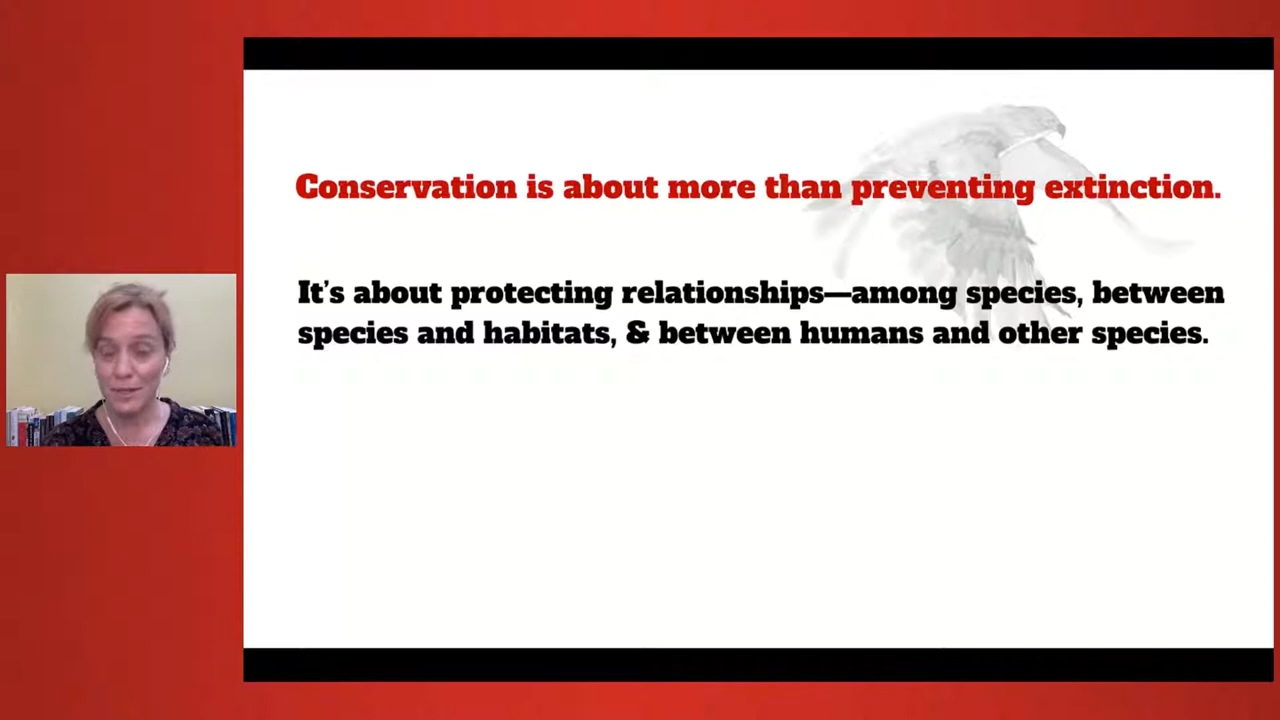 Conservation is about more than preventing extinction.
It’s about protecting relationships—among species, between
species and habitats, & between humans and other species.